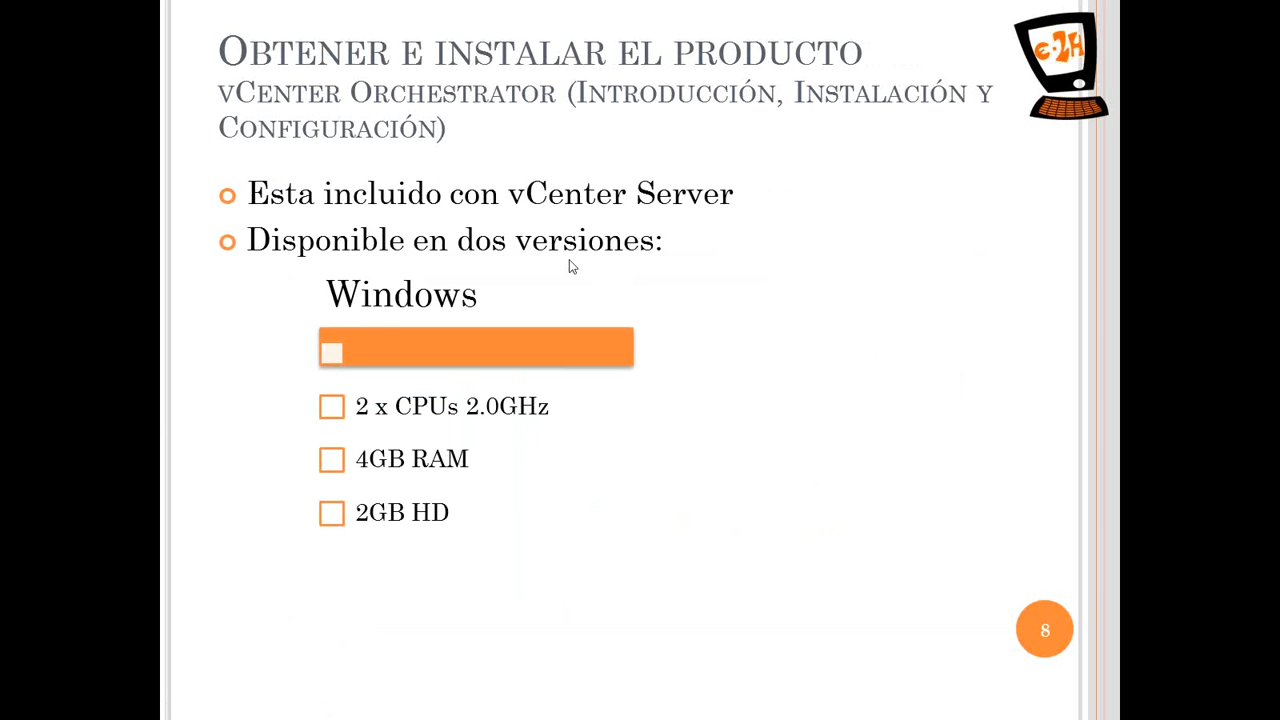 OBTENER E INSTALAR EL PRODUCTO
VCENTER ORCHESTRATOR (INTRODUCCIÓN, INSTALACIÓN Y
CONFIGURACIÓN)
e-2H
Esta incluido con vCenter Server
Disponible en dos versiones:
Windows
2 x CPUs 2.0GHz
4GB RAM
2GB HD
8